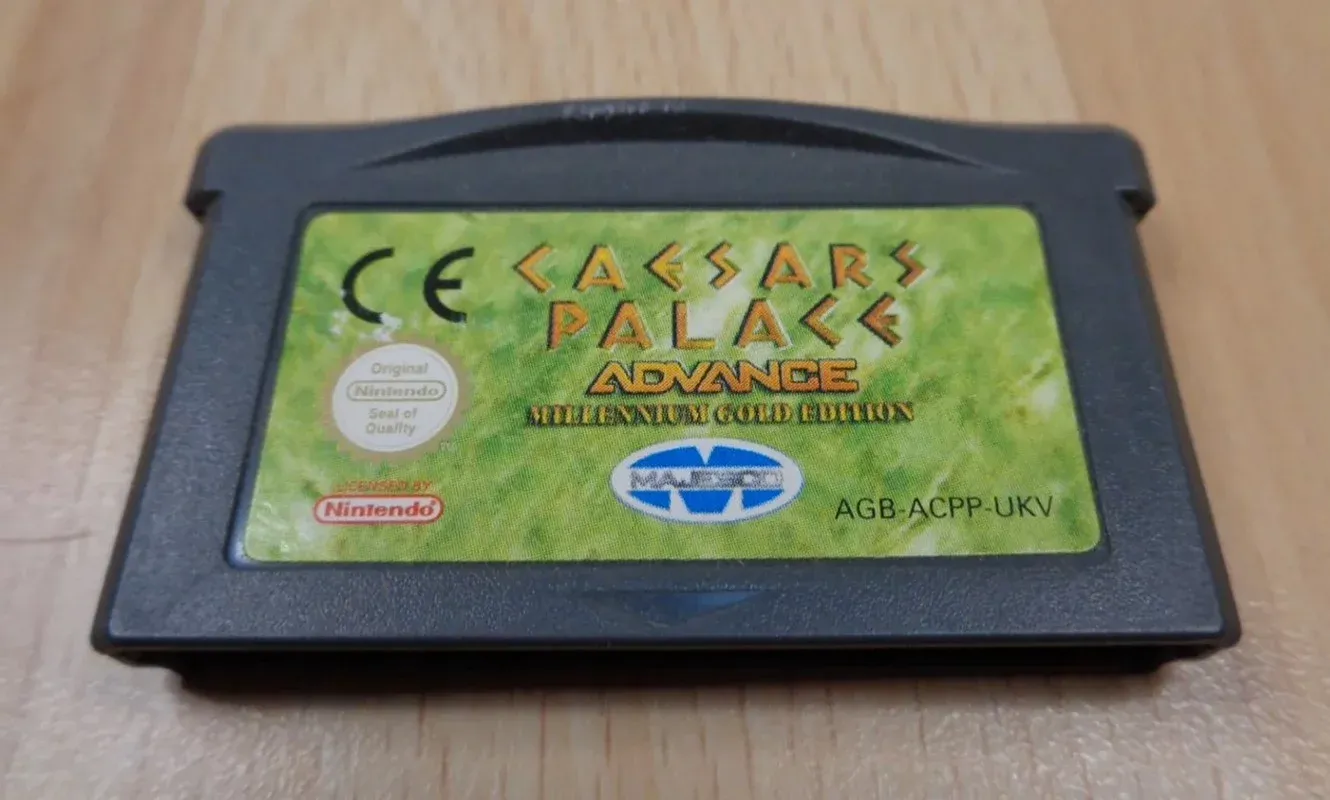 CE
CAESARS
PALACE
ADVANCE
MILLENNIUM GOLD EDITION
Original
Nintendo
Seal of
Quality
TM
LICENSED BY
Nintendo
MAJESCO
AGB-ACPP-UKV